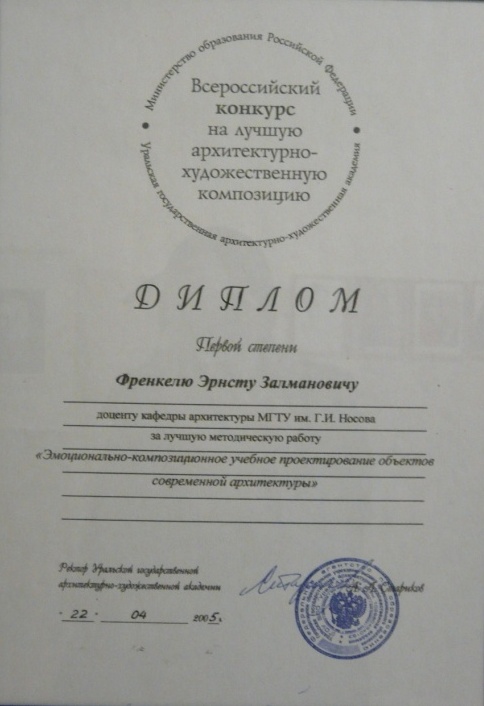 Министерство образования Российской Федерации
Всероссийский
конкурс
на лучшую
архитектурно-
художественную
композицию
Уральская государственная архитектурно-художественная академия
ДИПЛОМ
Первой степени
Френкелю Эрнсту Залмановичу
доценту кафедры архитектуры МГТУ им. Г.И. Носова
за лучшую методическую работу
«Эмоционально-композиционное учебное проектирование объектов
современной архитектуры»
Ректор Уральской государственной
архитектурно-художественной академии
Стариков
22 04 2005г.